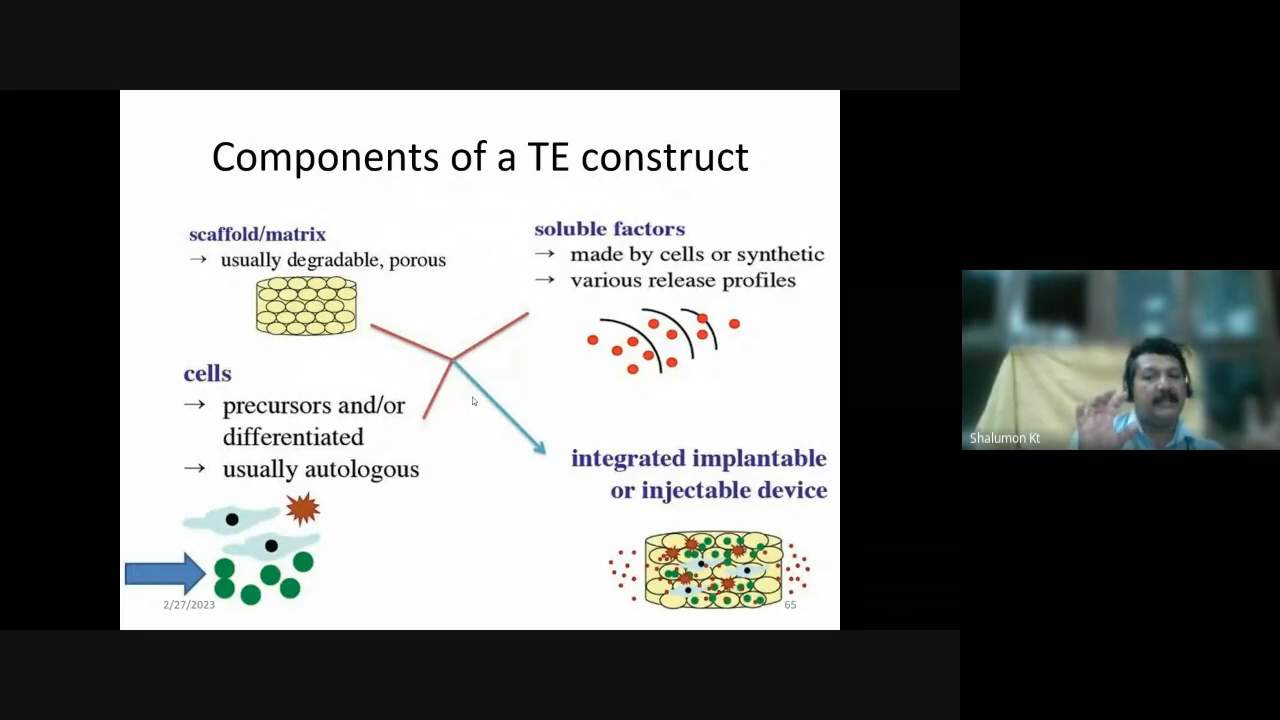 Components of a TE construct
scaffold/matrix
→ usually degradable, porous
soluble factors
→ made by cells or synthetic
→ various release profiles
cells
→ precursors and/or
differentiated
→ usually autologous
integrated implantable
or injectable device
2/27/2023
65
Shalumon Kt